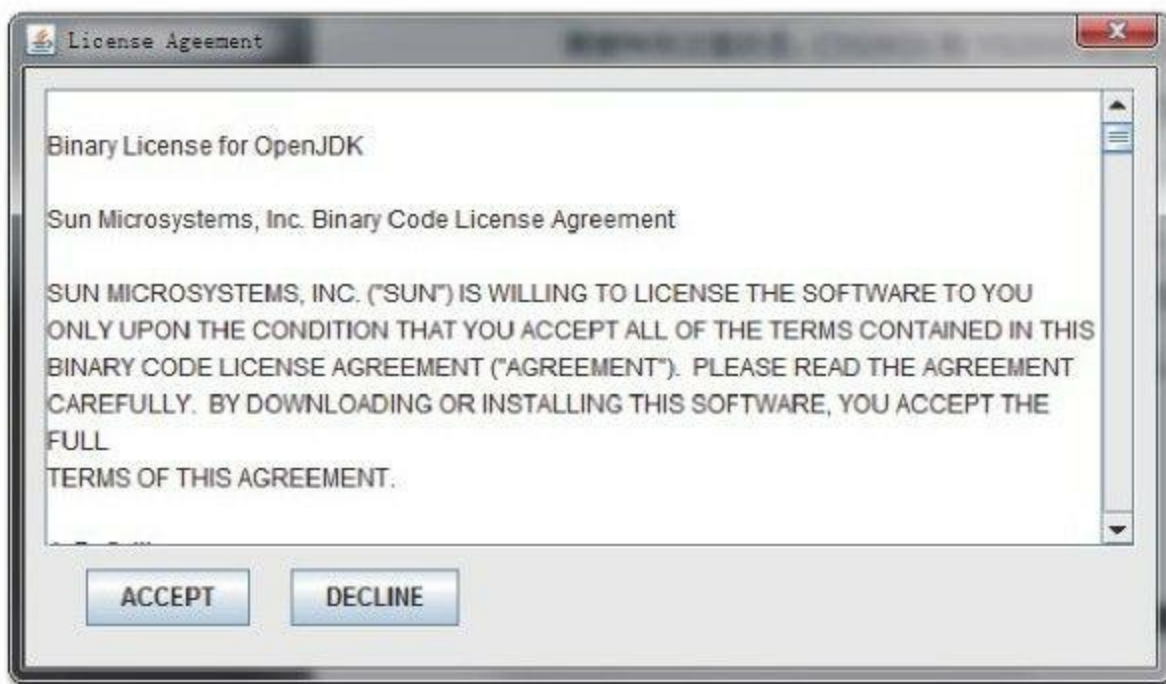 License Ageement
Binary License for OpenJDK
Sun Microsystems, Inc. Binary Code License Agreement
SUN MICROSYSTEMS, INC. ("SUN") IS WILLING TO LICENSE THE SOFTWARE TO YOU
ONLY UPON THE CONDITION THAT YOU ACCEPT ALL OF THE TERMS CONTAINED IN THIS
BINARY CODE LICENSE AGREEMENT ("AGREEMENT").  PLEASE READ THE AGREEMENT
CAREFULLY.  BY DOWNLOADING OR INSTALLING THIS SOFTWARE, YOU ACCEPT THE
FULL
TERMS OF THIS AGREEMENT.
ACCEPT DECLINE